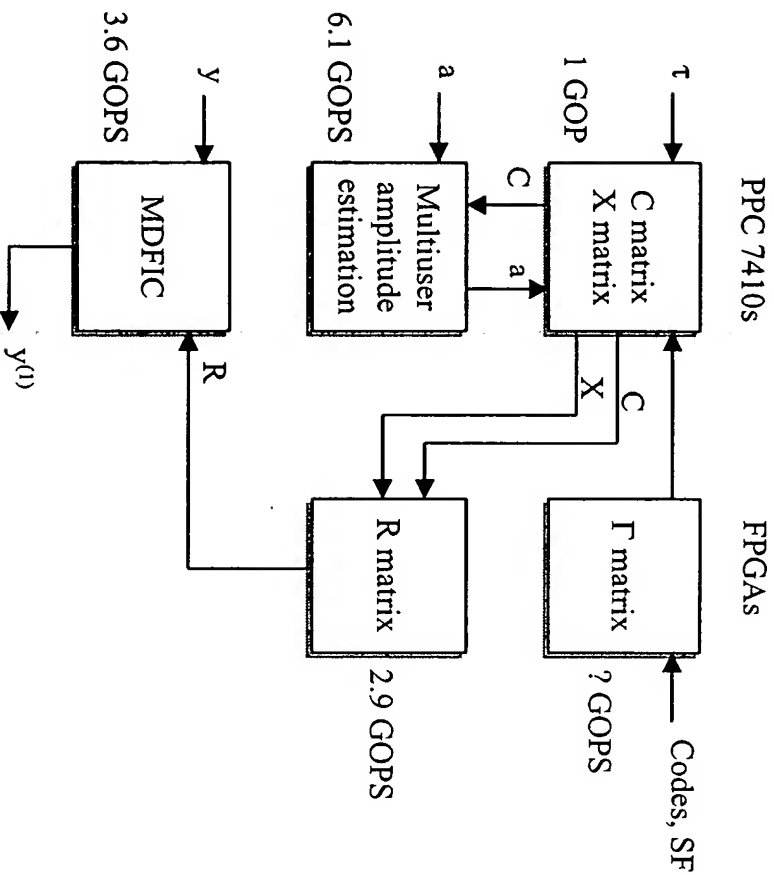 PPC 7410s
FPGAs
τ
1 GOP
C matrix
X matrix
Γ matrix
? GOPS
Codes, SF
C
a
C
X
a
6.1 GOPS
Multiuser
amplitude
estimation
R matrix
2.9 GOPS
R
y
3.6 GOPS
MDFIC
y(1)